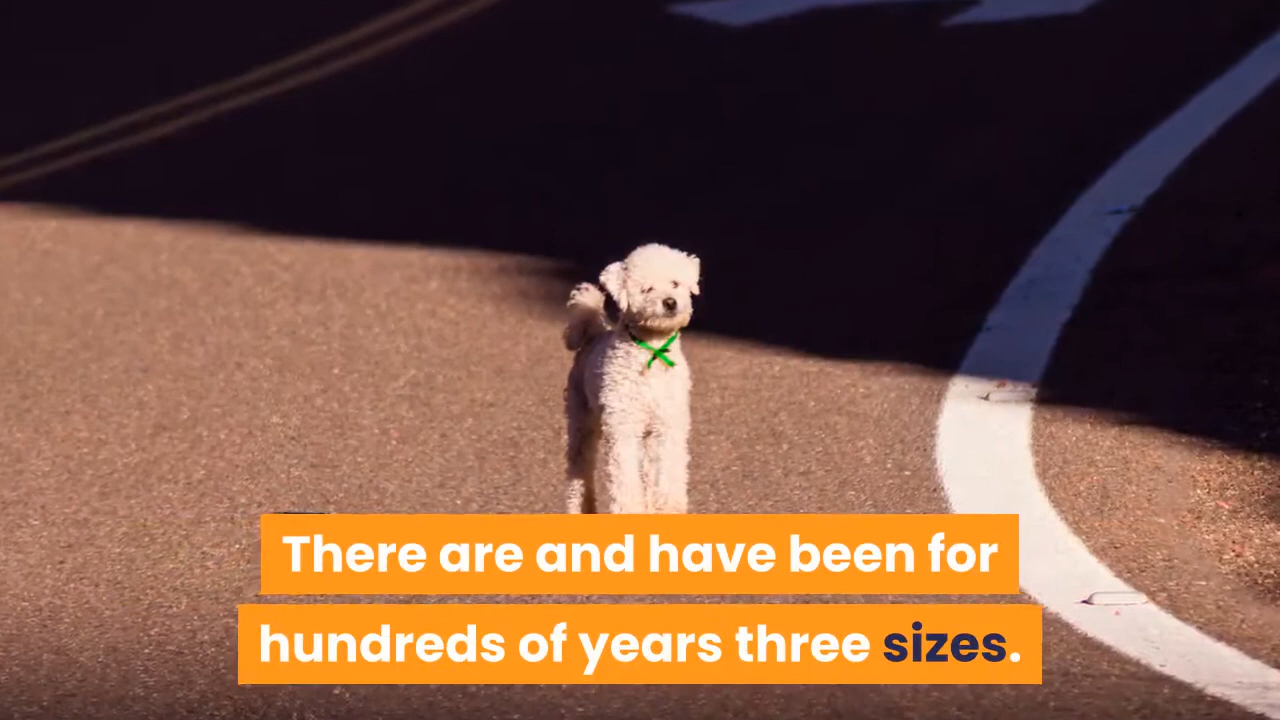 There are and have been for
hundreds of years three sizes.